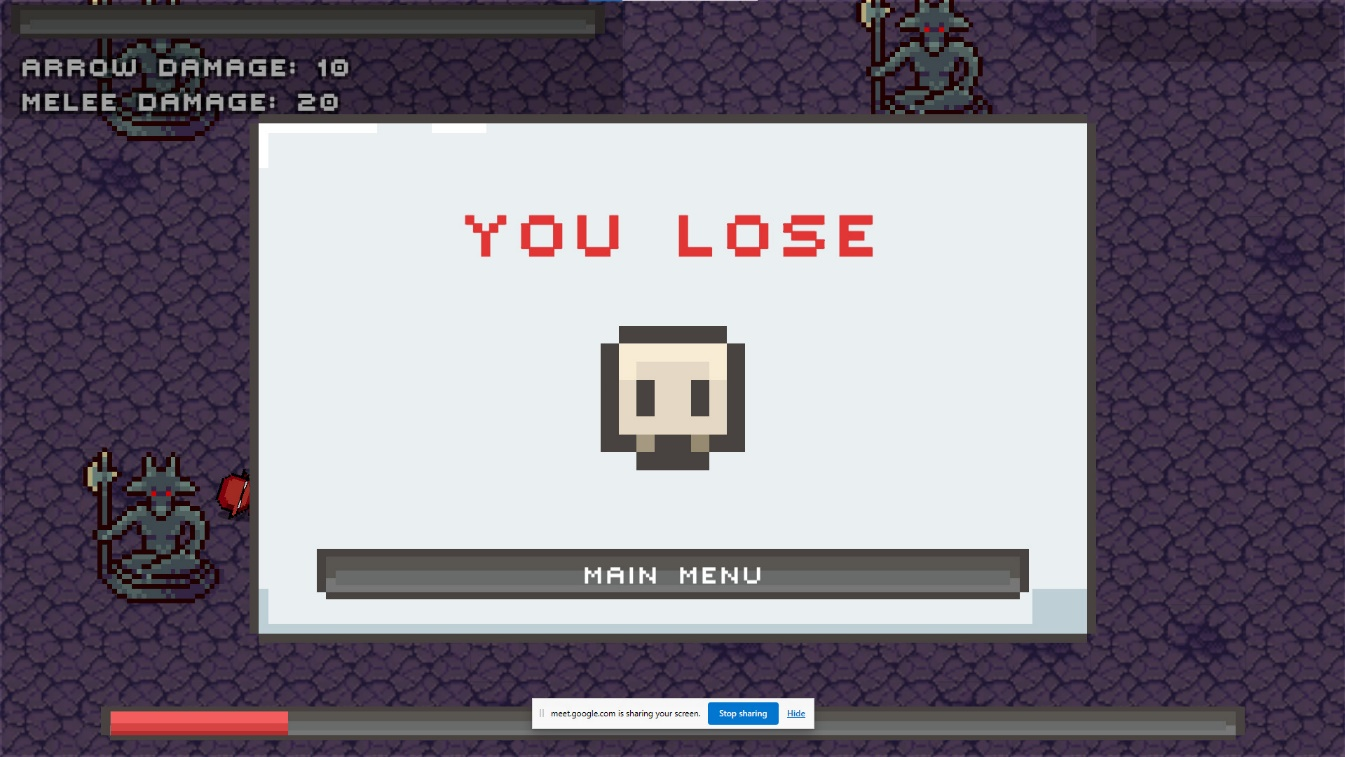 ARROW DAMAGE: 10
MELEE DAMAGE: 20
YOU LOSE
MAIN MENU
meet.google.com is sharing your screen. Stop sharing Hide